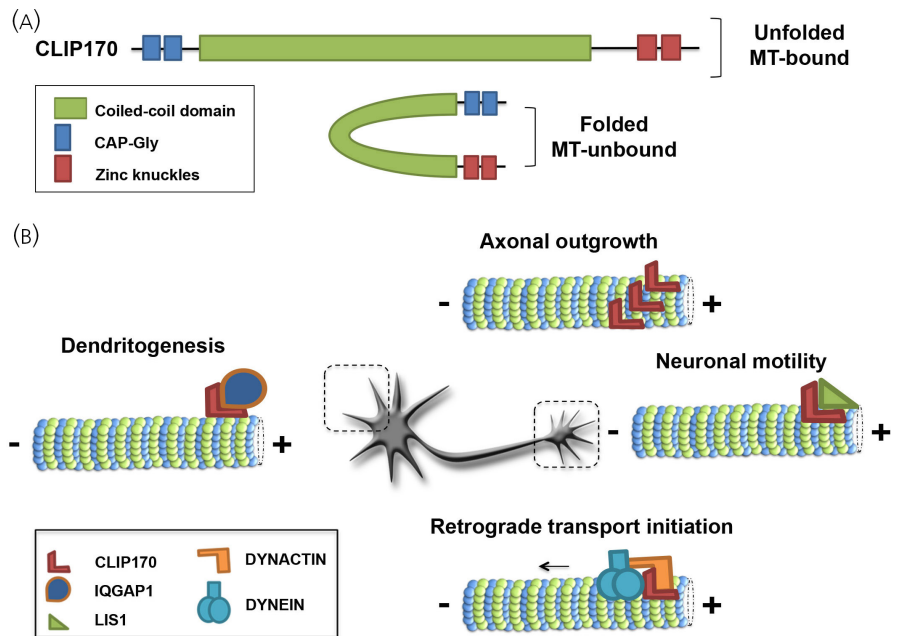 (A)
CLIP170
Unfolded
MT-bound
Coiled-coil domain
CAP-Gly
Zinc knuckles
Folded
MT-unbound
(B)
Axonal outgrowth
- +
Dendritogenesis
- +
Neuronal motility
- +
Retrograde transport initiation
- +
CLIP170
IQGAP1
LIS1
DYNACTIN
DYNEIN